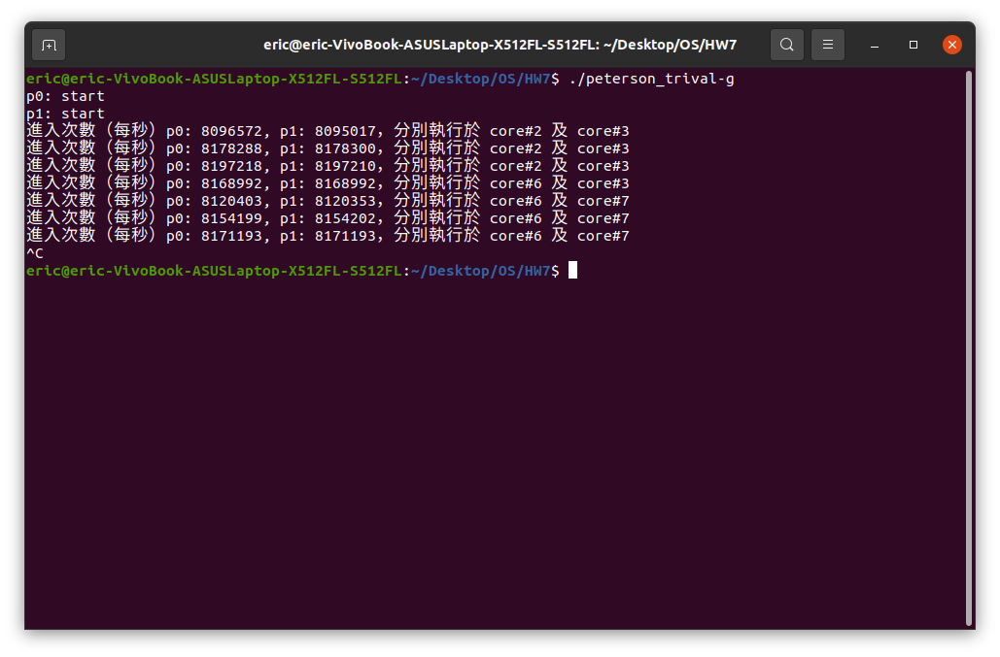 eric@eric-VivoBook-ASUSLaptop-X512FL-S512FL: ~/Desktop/OS/HW7
eric@eric-VivoBook-ASUSLaptop-X512FL-S512FL:~/Desktop/OS/HW7$ ./peterson_trival-g
p0: start
p1: start
進入次數（每秒）p0: 8096572, p1: 8095017，分別執行於 core#2 及 core#3
進入次數（每秒）p0: 8178288, p1: 8178300，分別執行於 core#2 及 core#3
進入次數（每秒）p0: 8197218, p1: 8197210，分別執行於 core#2 及 core#3
進入次數（每秒）p0: 8168992, p1: 8168992，分別執行於 core#6 及 core#3
進入次數（每秒）p0: 8120403, p1: 8120353，分別執行於 core#6 及 core#7
進入次數（每秒）p0: 8154199, p1: 8154202，分別執行於 core#6 及 core#7
進入次數（每秒）p0: 8171193, p1: 8171193，分別執行於 core#6 及 core#7
^C
eric@eric-VivoBook-ASUSLaptop-X512FL-S512FL:~/Desktop/OS/HW7$